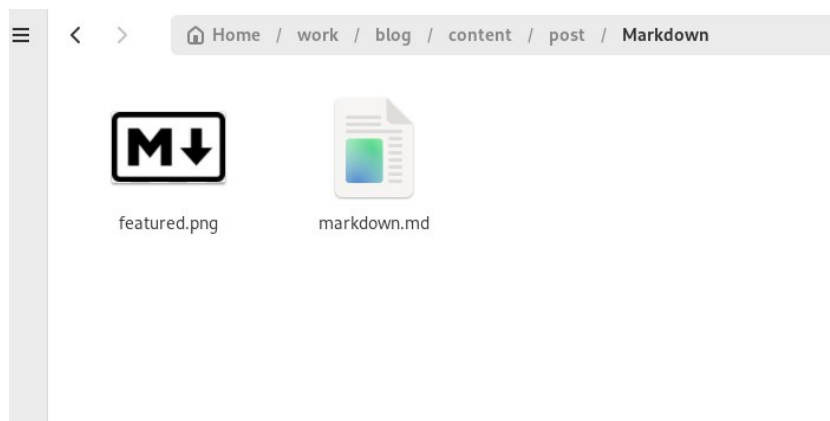 Home / work / blog / content / post / Markdown
M
featured.png
markdown.md